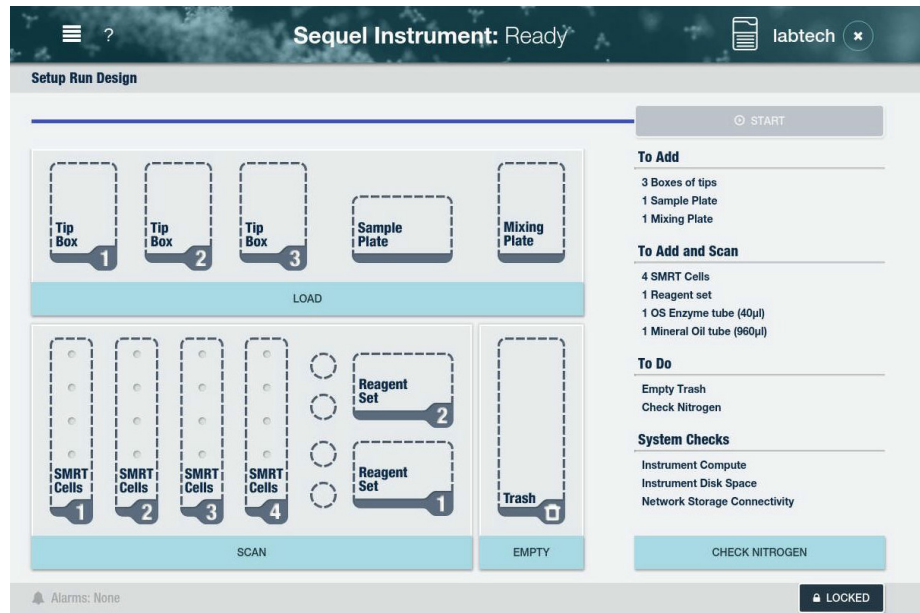 ?
Sequel Instrument: Ready
labtech
Setup Run Design
START
Tip
Box
1
Tip
Box
2
Tip
Box
3
Sample
Plate
Mixing
Plate
LOAD
SMRT
Cells
1
SMRT
Cells
2
SMRT
Cells
3
SMRT
Cells
4
Reagent
Set
2
Reagent
Set
1
SCAN
Trash
EMPTY
To Add
3 Boxes of tips
1 Sample Plate
1 Mixing Plate
To Add and Scan
4 SMRT Cells
1 Reagent set
1 OS Enzyme tube (40µl)
1 Mineral Oil tube (960µl)
To Do
Empty Trash
Check Nitrogen
System Checks
Instrument Compute
Instrument Disk Space
Network Storage Connectivity
CHECK NITROGEN
Alarms: None
LOCKED